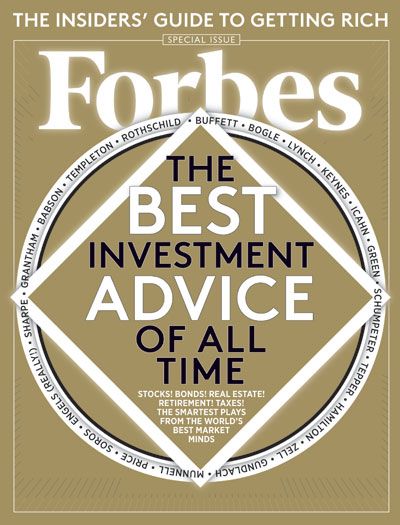 THE INSIDERS' GUIDE TO GETTING RICH
SPECIAL ISSUE
Forbes
• BUFFETT • BOGLE • LYNCH • KEYNES • ICAHN • GREEN • SCHUMPETER • TEPPER • HAMILTON • ZELL • GUNDLACH • MUNNELL • PRICE • SOROS • ENGELS (REALLY!) • SHARPE • GRANTHAM • BABSON • TEMPLETON • ROTHSCHILD
THE
BEST
INVESTMENT
ADVICE
OF ALL
TIME
STOCKS! BONDS! REAL ESTATE!
RETIREMENT! TAXES!
THE SMARTEST PLAYS
FROM THE WORLD'S
BEST MARKET
MINDS